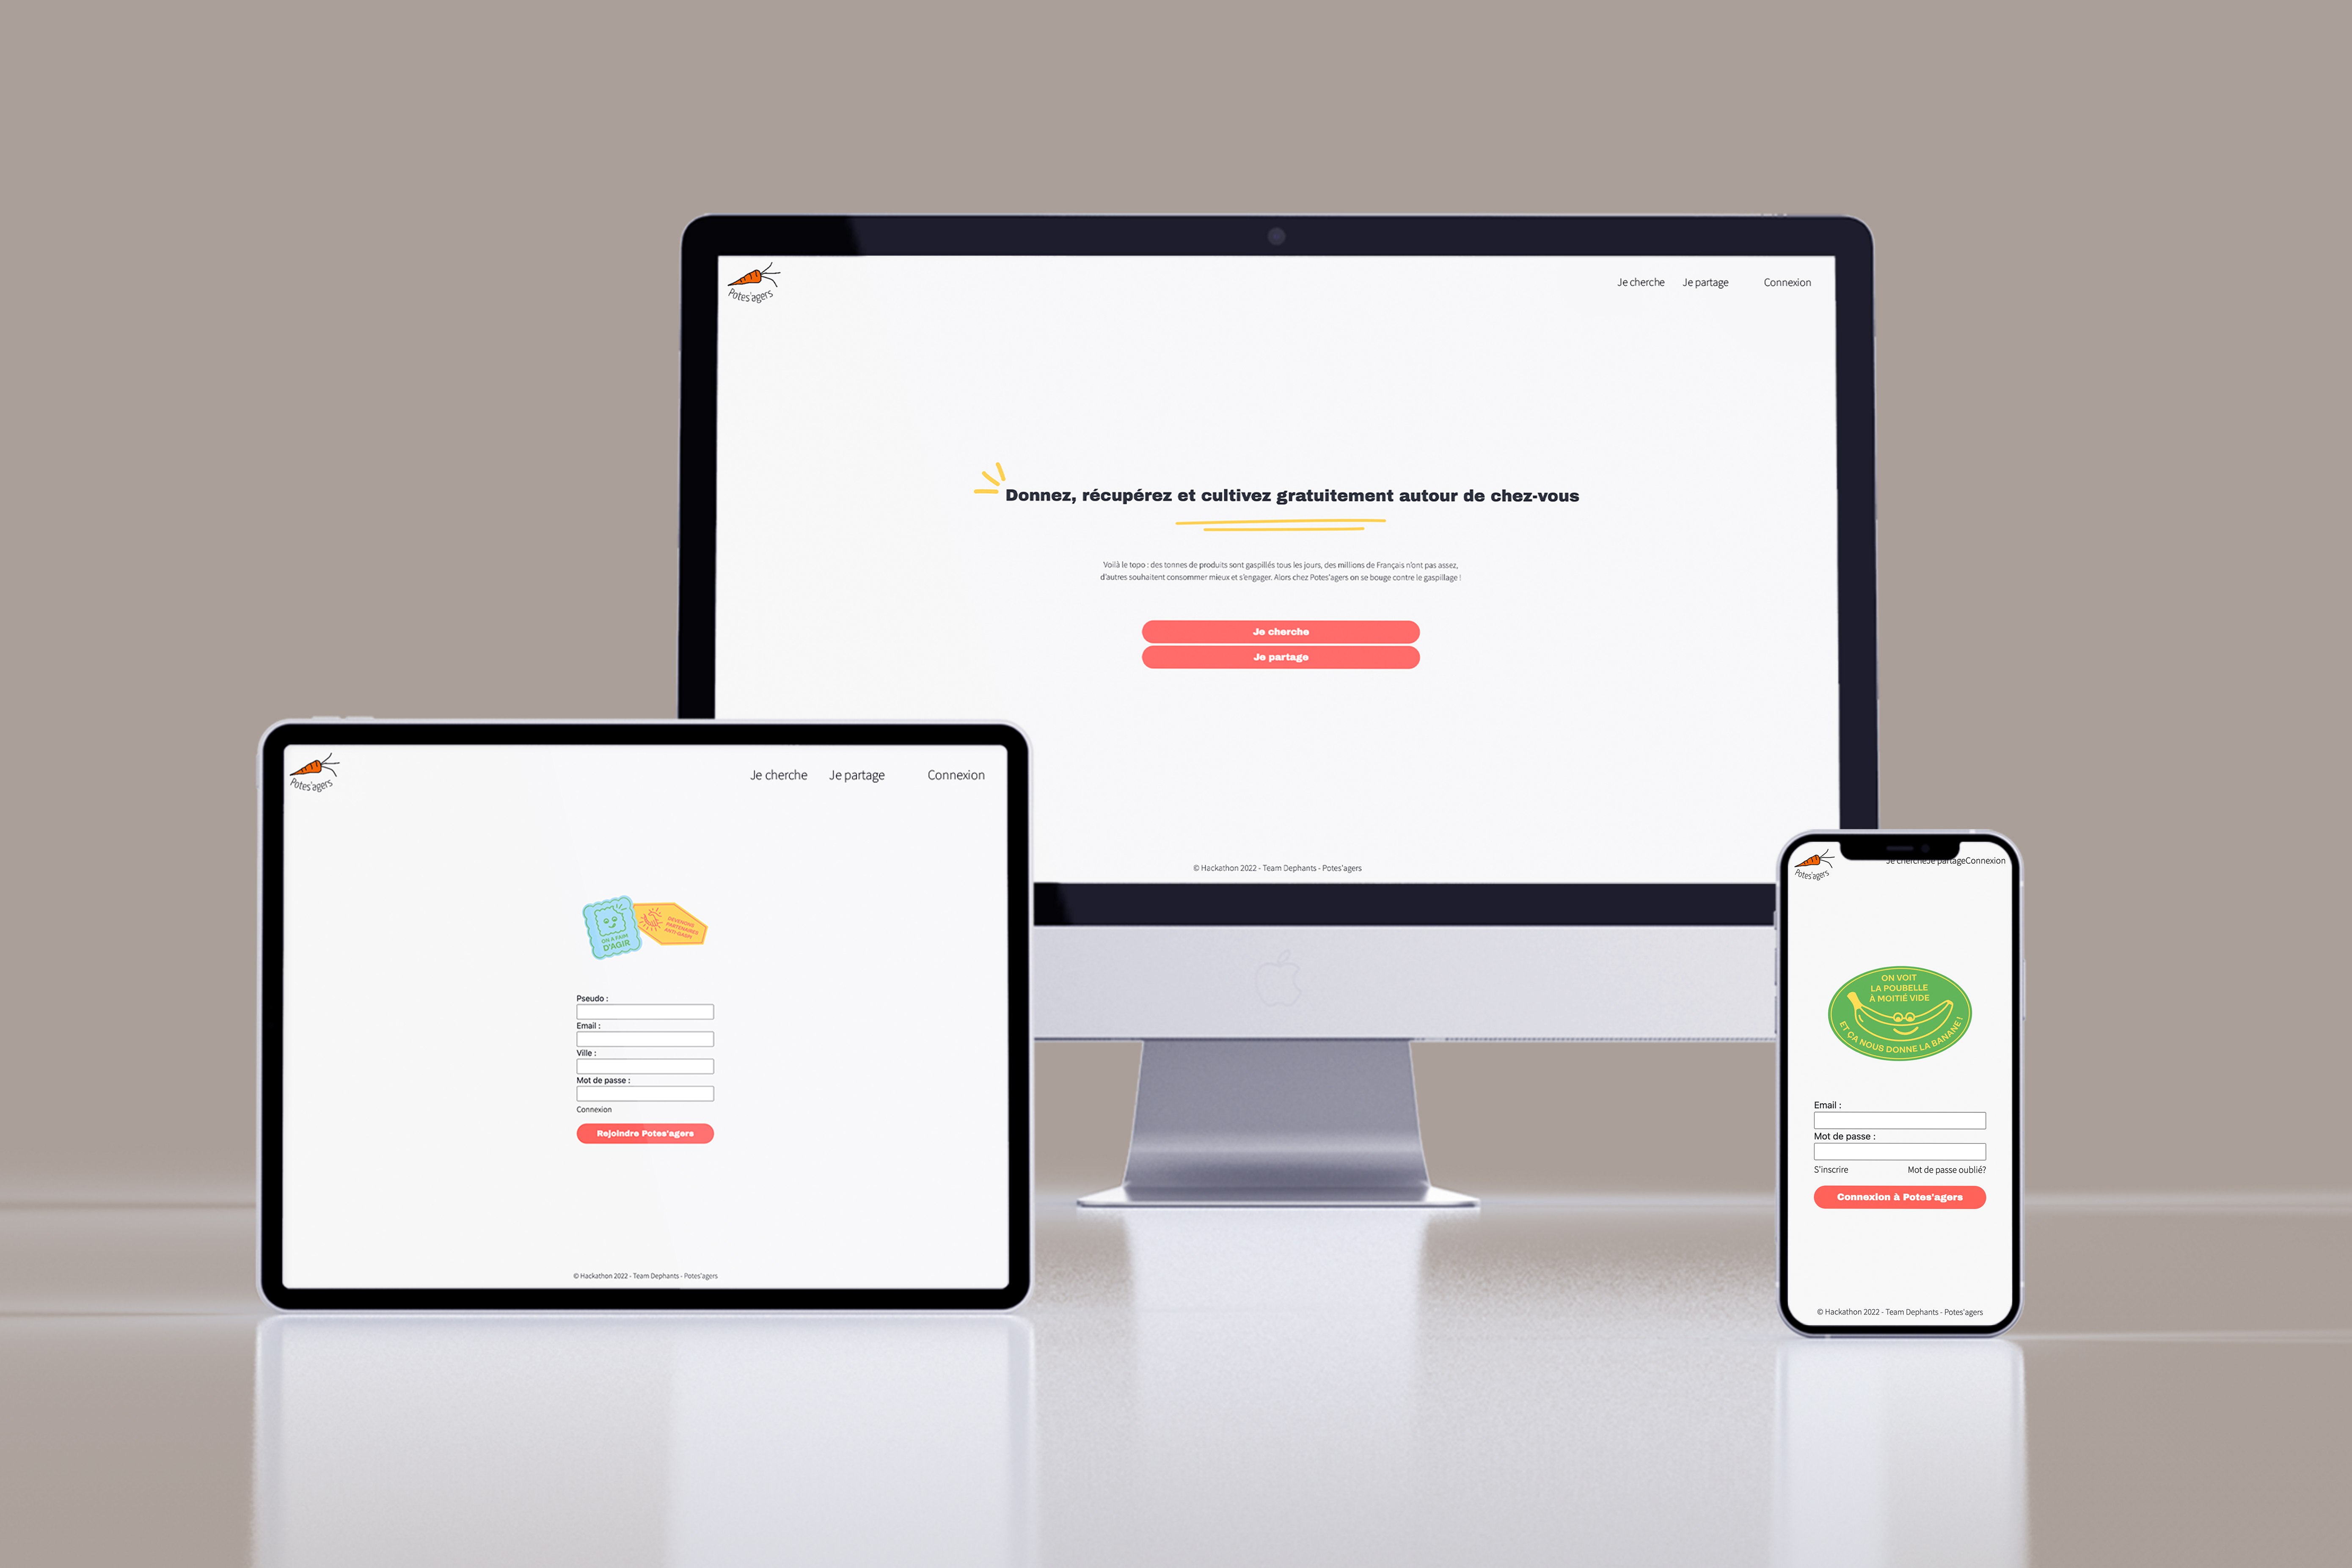 Potes'agers
Je cherche Je partage Connexion
Donnez, récupérez et cultivez gratuitement autour de chez-vous
Voilà le topo : des tonnes de produits sont gaspillés tous les jours, des millions de Français n'ont pas assez,
d'autres souhaitent consommer mieux et s'engager. Alors chez Potes'agers on se bouge contre le gaspillage !
Je cherche
Je partage
© Hackathon 2022 - Team Dephants - Potes'agers
Potes'agers
Je cherche Je partage Connexion
ON A FAIM
D'AGIR
DEVENONS
PARTENAIRES
ANTI-GASPI
Pseudo :
Email :
Ville :
Mot de passe :
Connexion
Rejoindre Potes'agers
© Hackathon 2022 - Team Dephants - Potes'agers
Potes'agers
Je chercheJe partageConnexion
ON VOIT
LA POUBELLE
À MOITIÉ VIDE
ET ÇA NOUS DONNE LA BANANE !
Email :
Mot de passe :
S'inscrire Mot de passe oublié?
Connexion à Potes'agers
© Hackathon 2022 - Team Dephants - Potes'agers